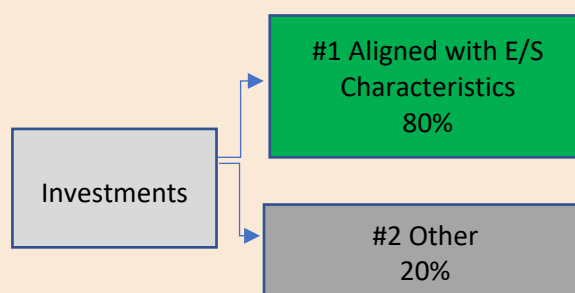 #1 Aligned with E/S
Characteristics
80%
Investments
#2 Other
20%